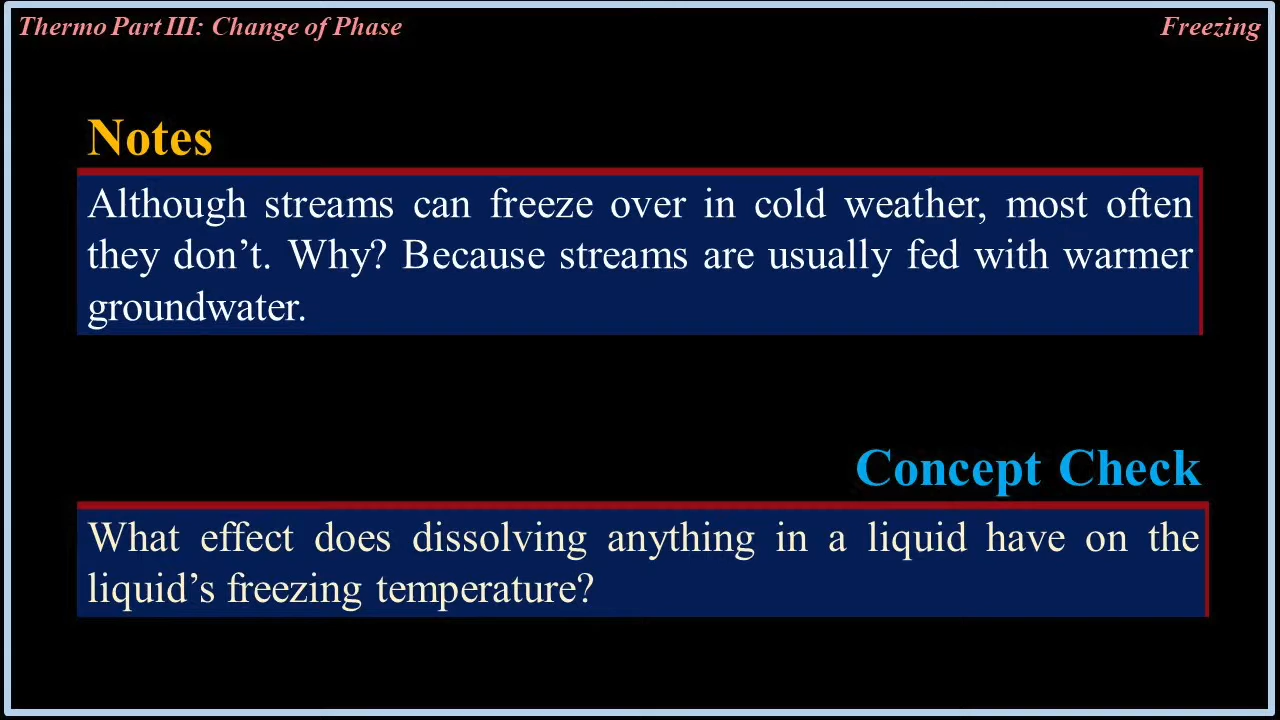 Thermo Part III: Change of Phase
Freezing
Notes
Although streams can freeze over in cold weather, most often
they don’t. Why? Because streams are usually fed with warmer
groundwater.
Concept Check
What effect does dissolving anything in a liquid have on the
liquid’s freezing temperature?